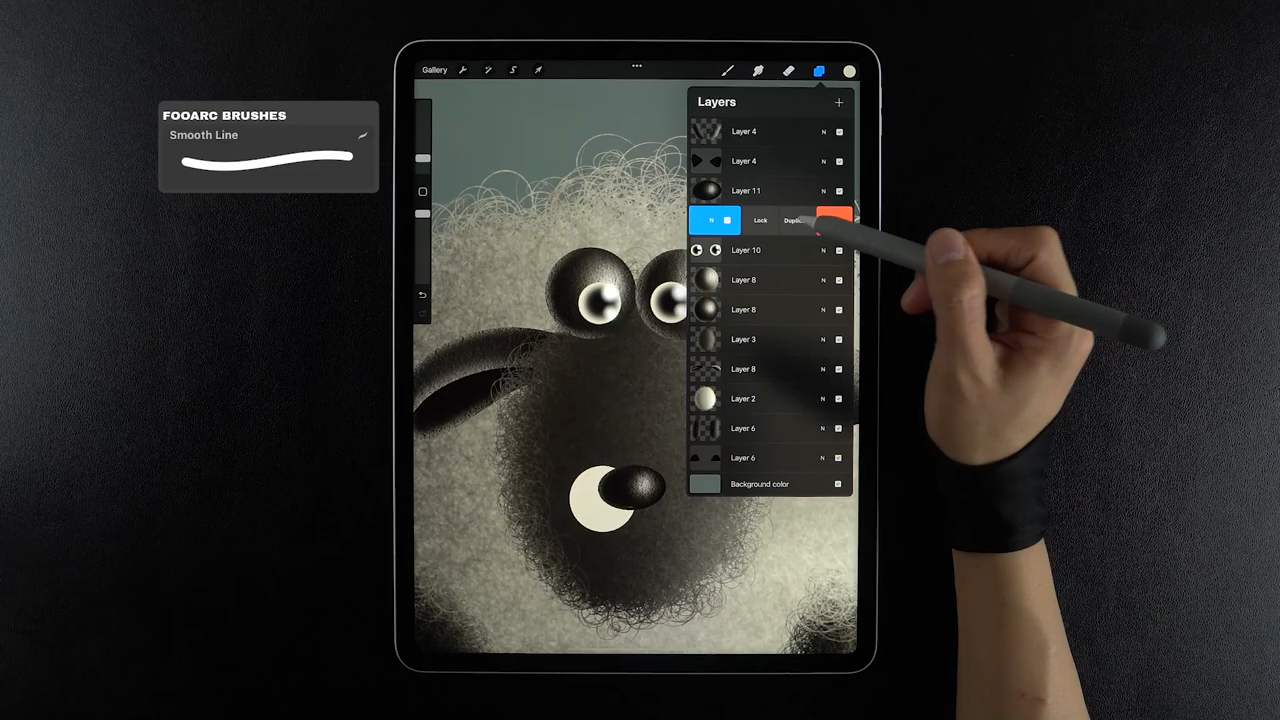 FOOARC BRUSHES
Smooth Line
Gallery
Layers
Layer 4 N
Layer 4 N
Layer 11 N
N Lock
Layer 10 N
Layer 8 N
Layer 8 N
Layer 3 N
Layer 8 N
Layer 2 N
Layer 6 N
Layer 6 N
Background color